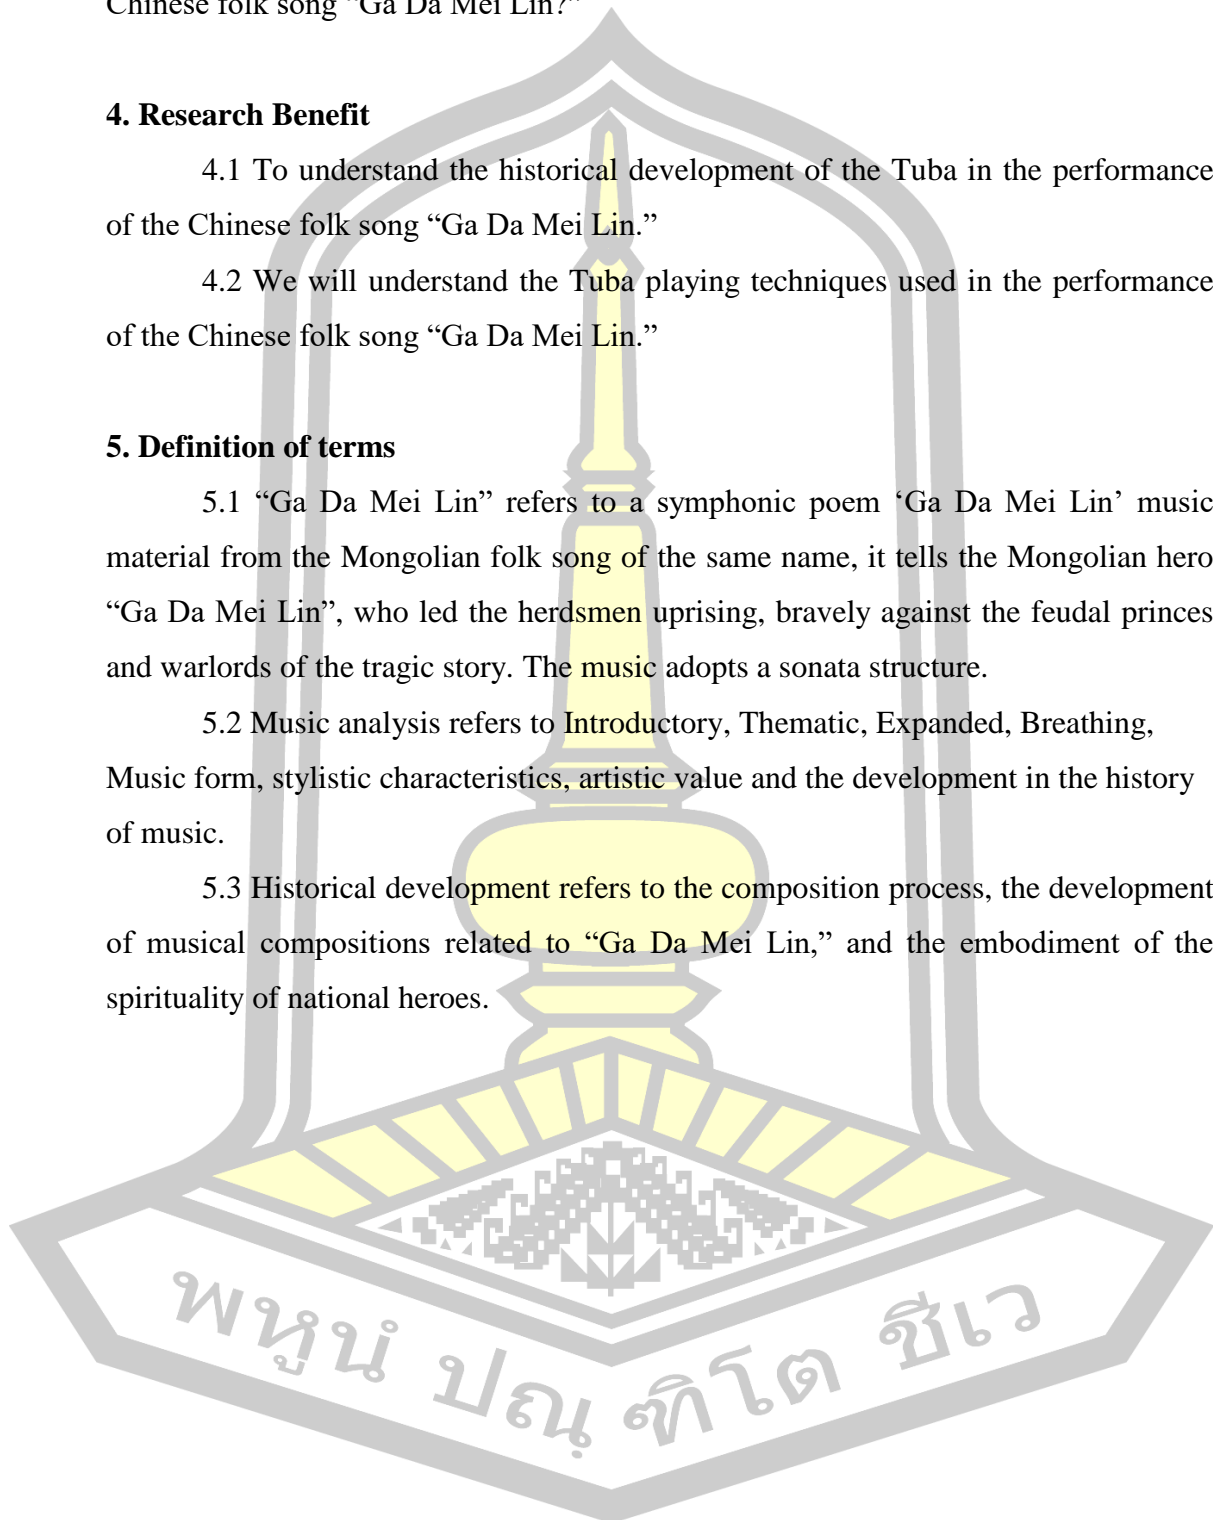 Chinese folk song “Ga Da Mei Lin?”
4. Research Benefit
4.1 To understand the historical development of the Tuba in the performance
of the Chinese folk song “Ga Da Mei Lin.”
4.2 We will understand the Tuba playing techniques used in the performance
of the Chinese folk song “Ga Da Mei Lin.”
5. Definition of terms
5.1 “Ga Da Mei Lin” refers to a symphonic poem ‘Ga Da Mei Lin’ music
material from the Mongolian folk song of the same name, it tells the Mongolian hero
“Ga Da Mei Lin”, who led the herdsmen uprising, bravely against the feudal princes
and warlords of the tragic story. The music adopts a sonata structure.
5.2 Music analysis refers to Introductory, Thematic, Expanded, Breathing,
Music form, stylistic characteristics, artistic value and the development in the history
of music.
5.3 Historical development refers to the composition process, the development
of musical compositions related to “Ga Da Mei Lin,” and the embodiment of the
spirituality of national heroes.
พหูนํ ปณฺฑิโต ชีเว